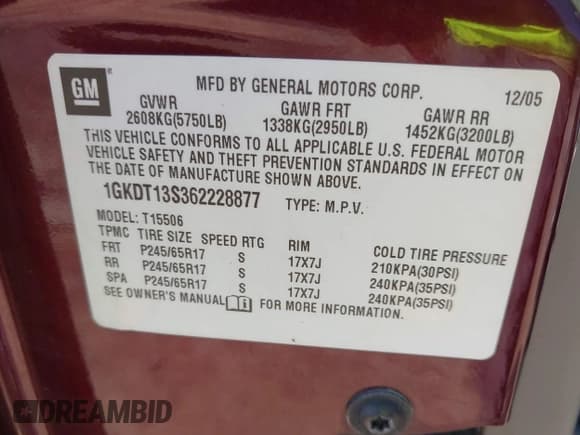 GM ®
MFD BY GENERAL MOTORS CORP. 12/05
GVWR GAWR FRT GAWR RR
2608KG(5750LB) 1338KG(2950LB) 1452KG(3200LB)
THIS VEHICLE CONFORMS TO ALL APPLICABLE U.S. FEDERAL MOTOR
VEHICLE SAFETY AND THEFT PREVENTION STANDARDS IN EFFECT ON
THE DATE OF MANUFACTURE SHOWN ABOVE.
1GKDT13S362228877 TYPE: M.P.V.
MODEL: T15506
TPMC TIRE SIZE SPEED RTG RIM COLD TIRE PRESSURE
FRT P245/65R17 S 17X7J 210KPA(30PSI)
RR P245/65R17 S 17X7J 240KPA(35PSI)
SPA P245/65R17 S 17X7J 240KPA(35PSI)
SEE OWNER'S MANUAL i FOR MORE INFORMATION.
DREAMBID